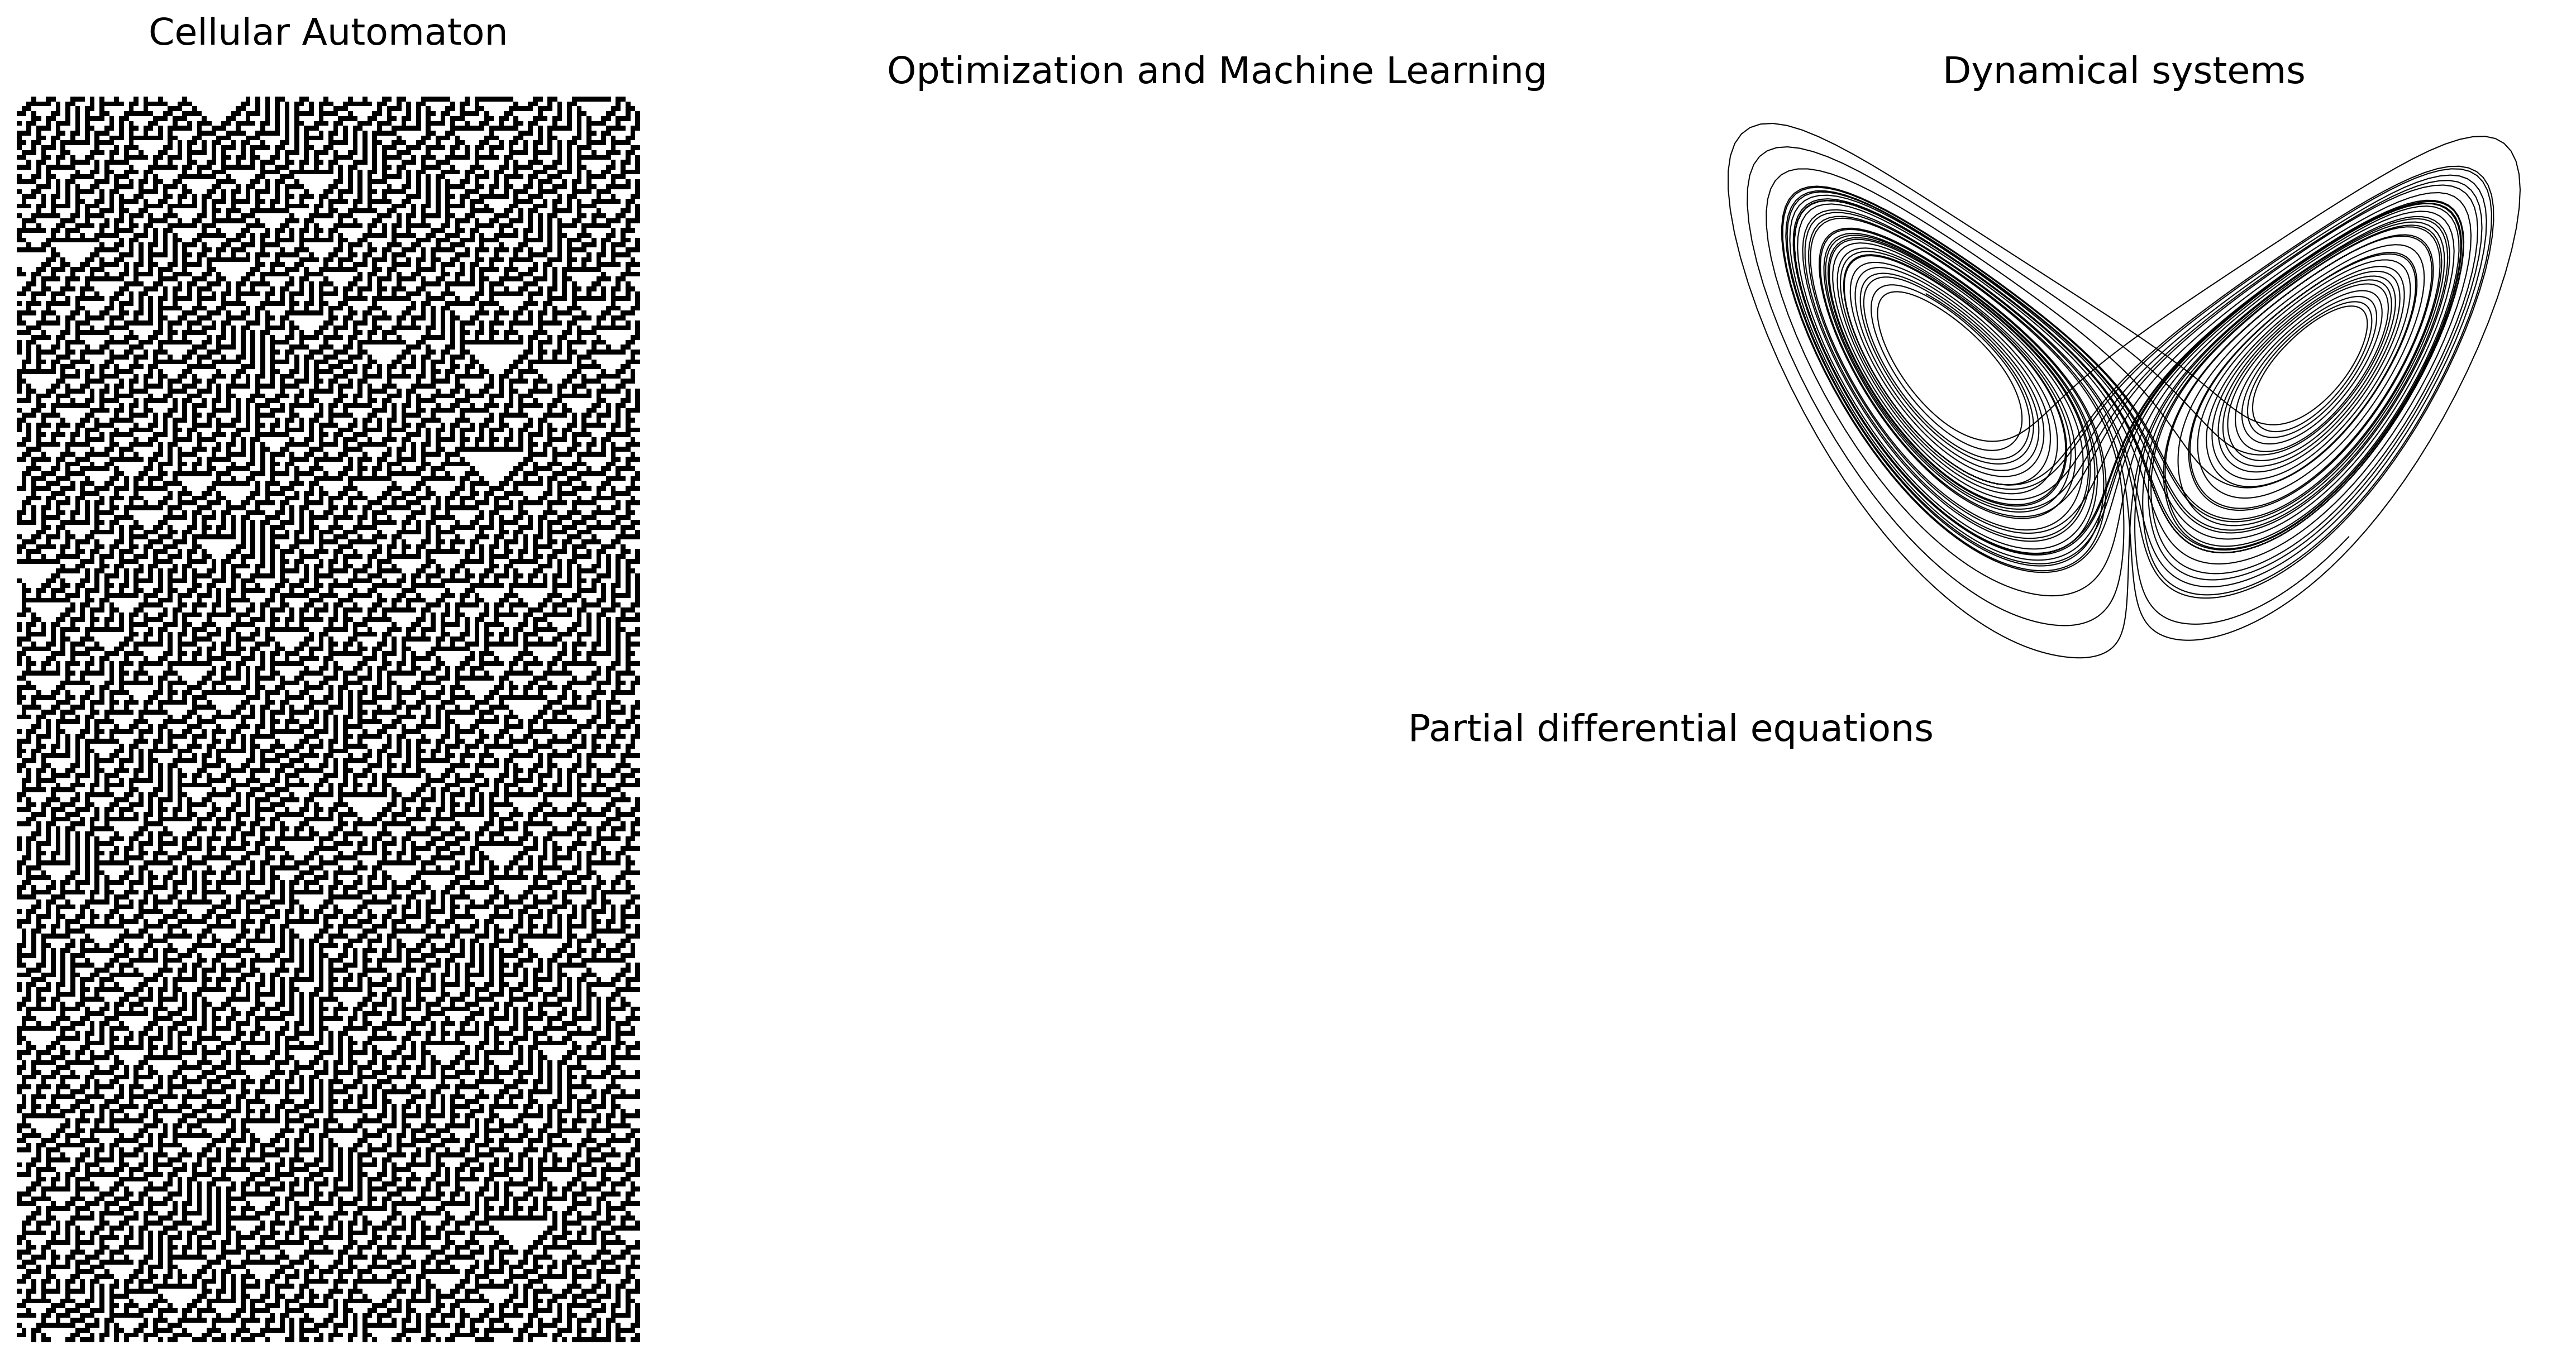 Cellular Automaton
Optimization and Machine Learning
Dynamical systems
Partial differential equations